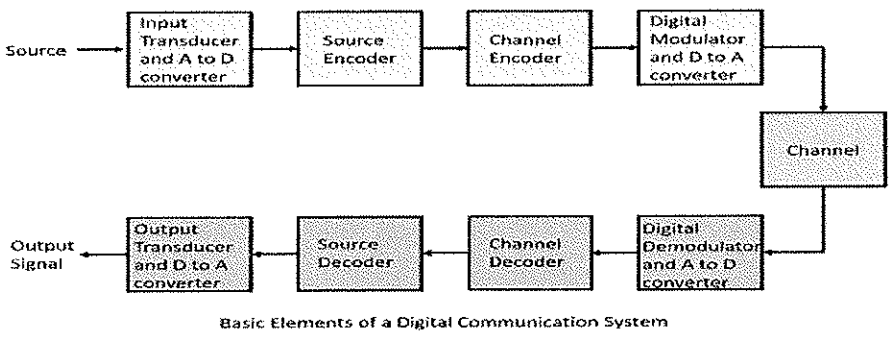 Source
Input
Transducer
and A to D
converter
Source
Encoder
Channel
Encoder
Digital
Modulator
and D to A
converter
Channel
Output
Signal
Output
Transducer
and D to A
converter
Source
Decoder
Channel
Decoder
Digital
Demodulator
and A to D
converter
Basic Elements of a Digital Communication System